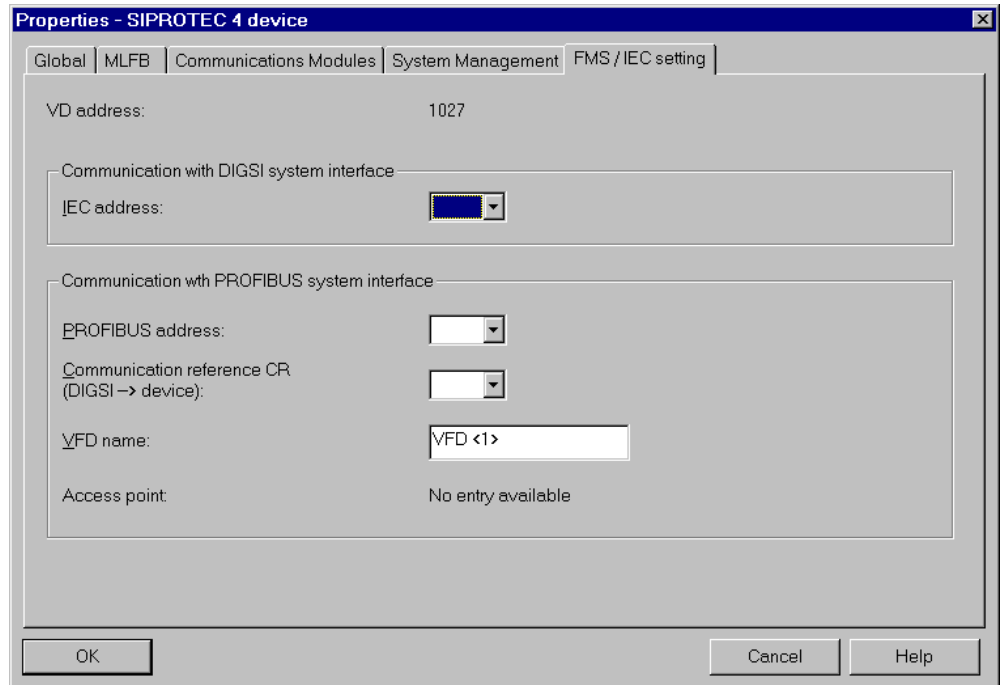 Properties - SIPROTEC 4 device
Global MLFB Communications Modules System Management FMS / IEC setting
VD address: 1027
Communication with DIGSI system interface
IEC address:
Communication wth PROFIBUS system interface
PROFIBUS address:
Communication reference CR
(DIGSI –> device):
VFD name: VFD <1>
Access point: No entry available
OK Cancel Help